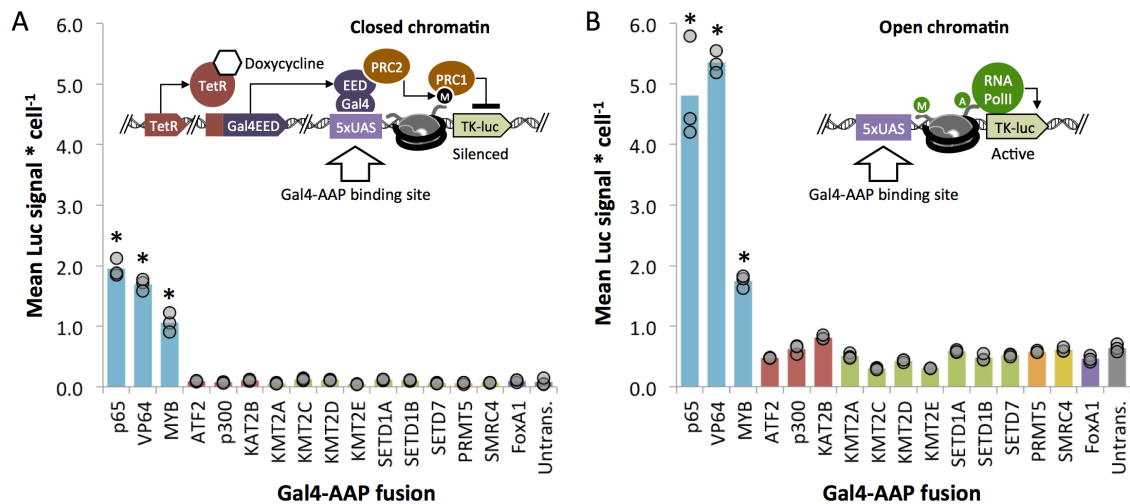 A
Closed chromatin
Mean Luc signal * cell-1
6.0
5.0
4.0
3.0
2.0
1.0
0.0
Doxycycline
TetR
EED
Gal4
PRC2
PRC1
M
TetR
Gal4EED
5xUAS
TK-luc
Silenced
Gal4-AAP binding site
*
*
*
p65
VP64
MYB
ATF2
p300
KAT2B
KMT2A
KMT2C
KMT2D
KMT2E
SETD1A
SETD1B
SETD7
PRMT5
SMRC4
FoxA1
Untrans.
Gal4-AAP fusion
B
Open chromatin
Mean Luc signal * cell-1
6.0
5.0
4.0
3.0
2.0
1.0
0.0
*
*
*
RNA
PolII
M
A
5xUAS
TK-luc
Active
Gal4-AAP binding site
p65
VP64
MYB
ATF2
p300
KAT2B
KMT2A
KMT2C
KMT2D
KMT2E
SETD1A
SETD1B
SETD7
PRMT5
SMRC4
FoxA1
Untrans.
Gal4-AAP fusion